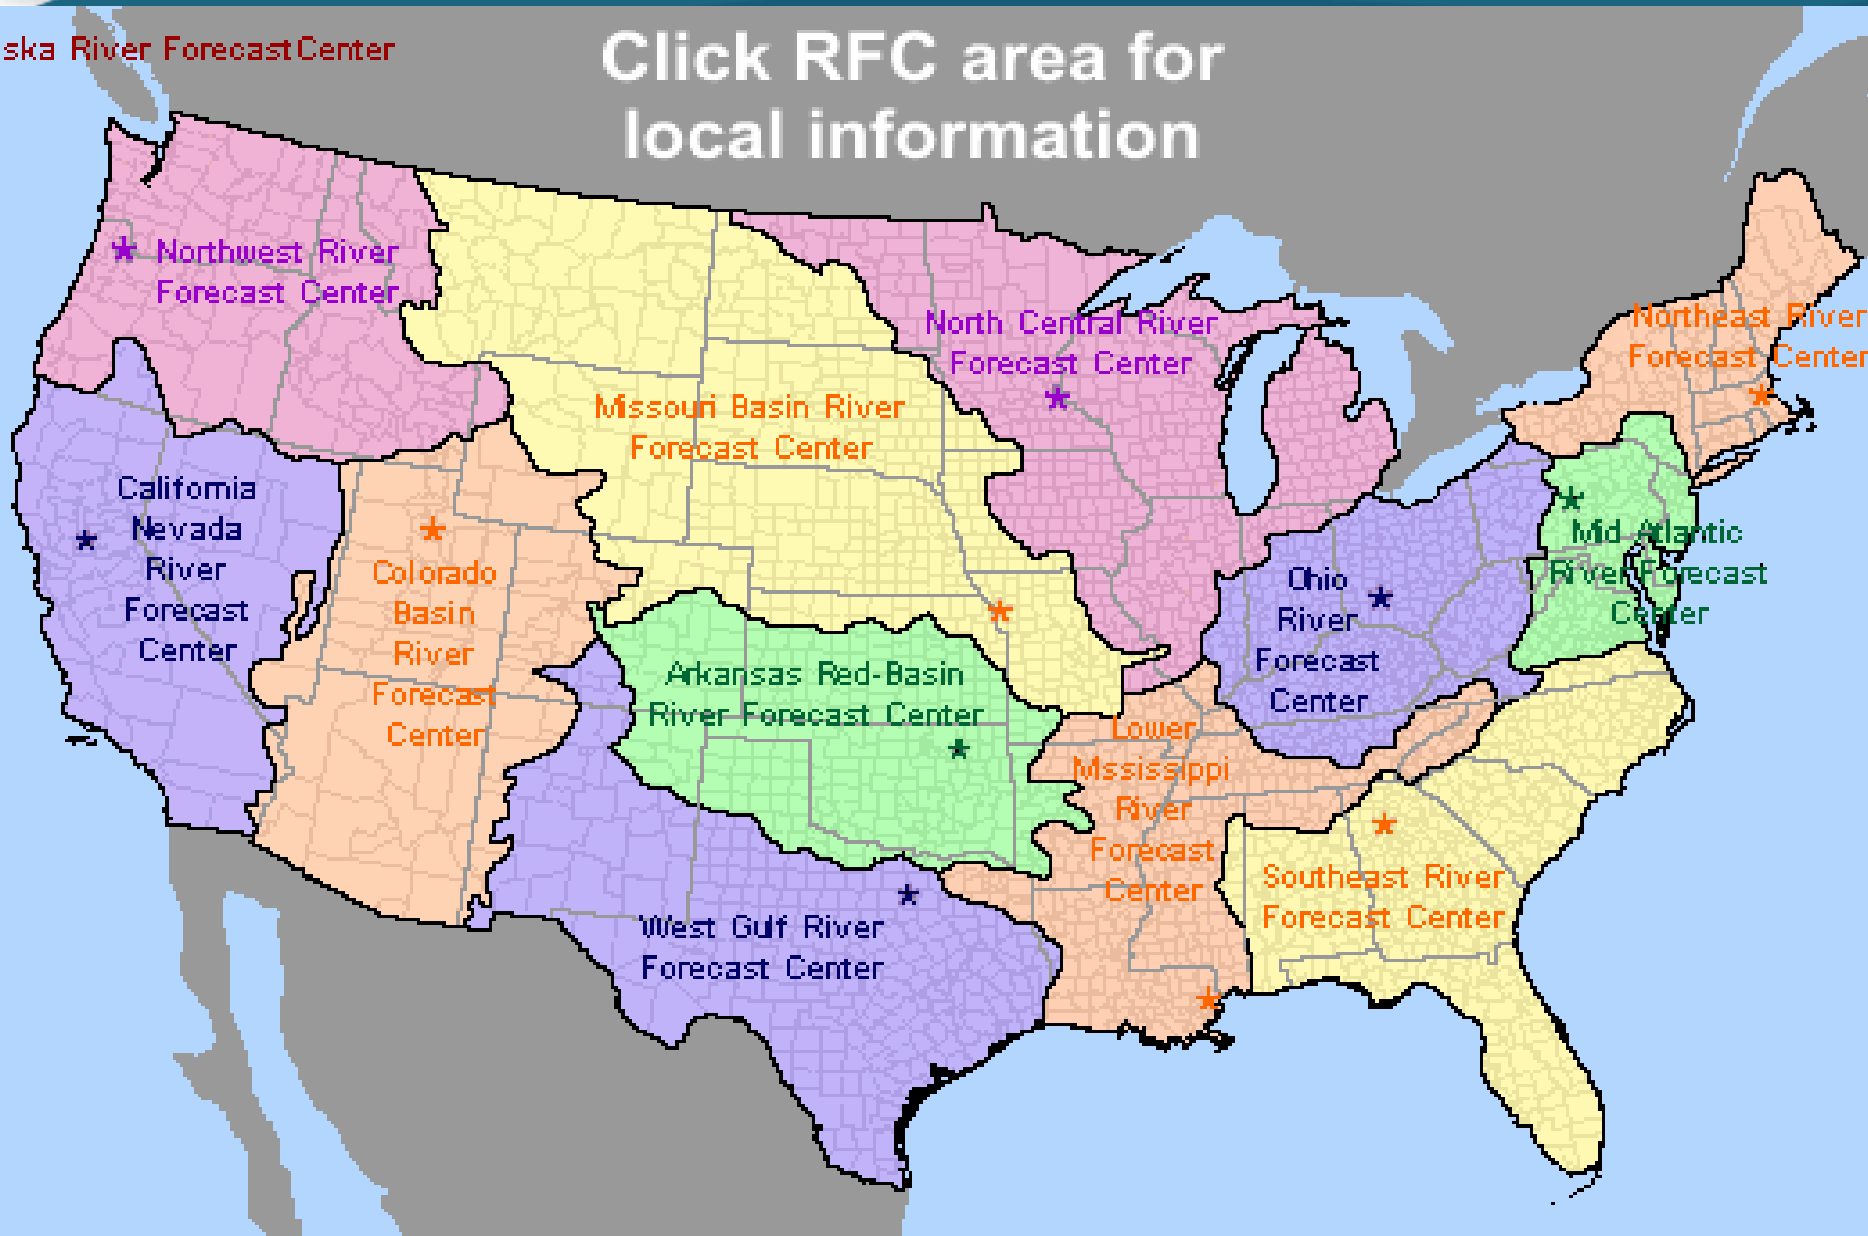 ska River Forecast Center
Click RFC area for
local information
Northwest River
Forecast Center
North Central River
Forecast Center
Northeast River
Forecast Center
Missouri Basin River
Forecast Center
California
Nevada
River
Forecast
Center
Colorado
Basin
River
Forecast
Center
Ohio
River
Forecast
Center
Mid Atlantic
River Forecast
Center
Arkansas Red-Basin
River Forecast Center
Lower
Mississippi
River
Forecast
Center
Southeast River
Forecast Center
West Gulf River
Forecast Center